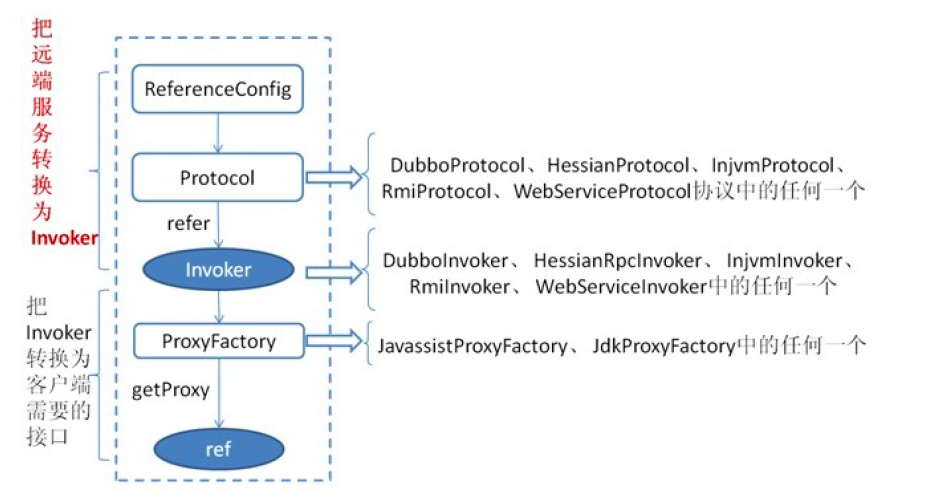 把
远
端
服
务
转
换
为
Invoker
ReferenceConfig
Protocol
DubboProtocol、HessianProtocol、InjvmProtocol、
RmiProtocol、WebServiceProtocol协议中的任何一个
refer
Invoker
DubboInvoker、 HessianRpcInvoker、 InjvmInvoker、
RmiInvoker、 WebServiceInvoker中的任何一个
把
Invoker
转换为
客户端
需要的
接口
ProxyFactory
JavassistProxyFactory、 JdkProxyFactory中的任何一个
getProxy
ref